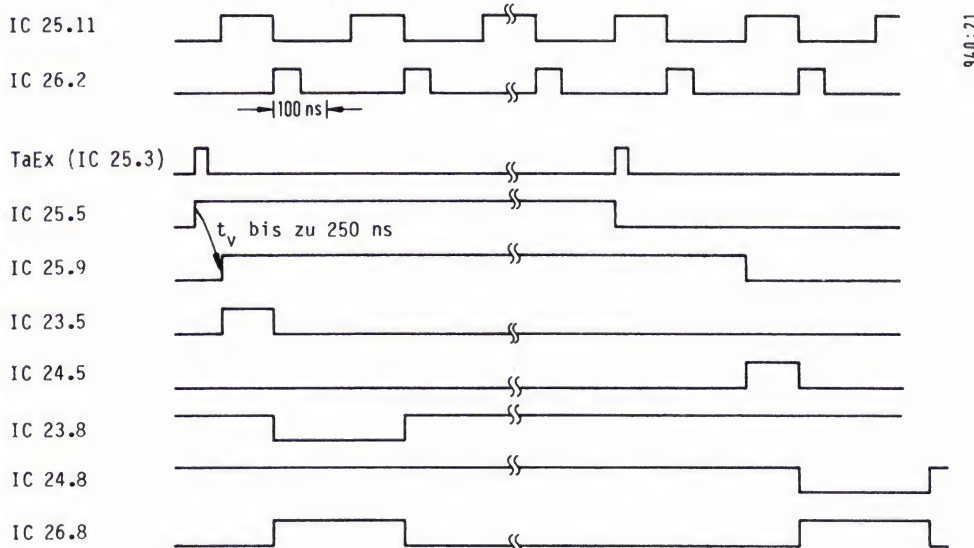 IC 25.11
940:21
IC 26.2
100 ns
TaEx (IC 25.3)
IC 25.5
t_v bis zu 250 ns
IC 25.9
IC 23.5
IC 24.5
IC 23.8
IC 24.8
IC 26.8